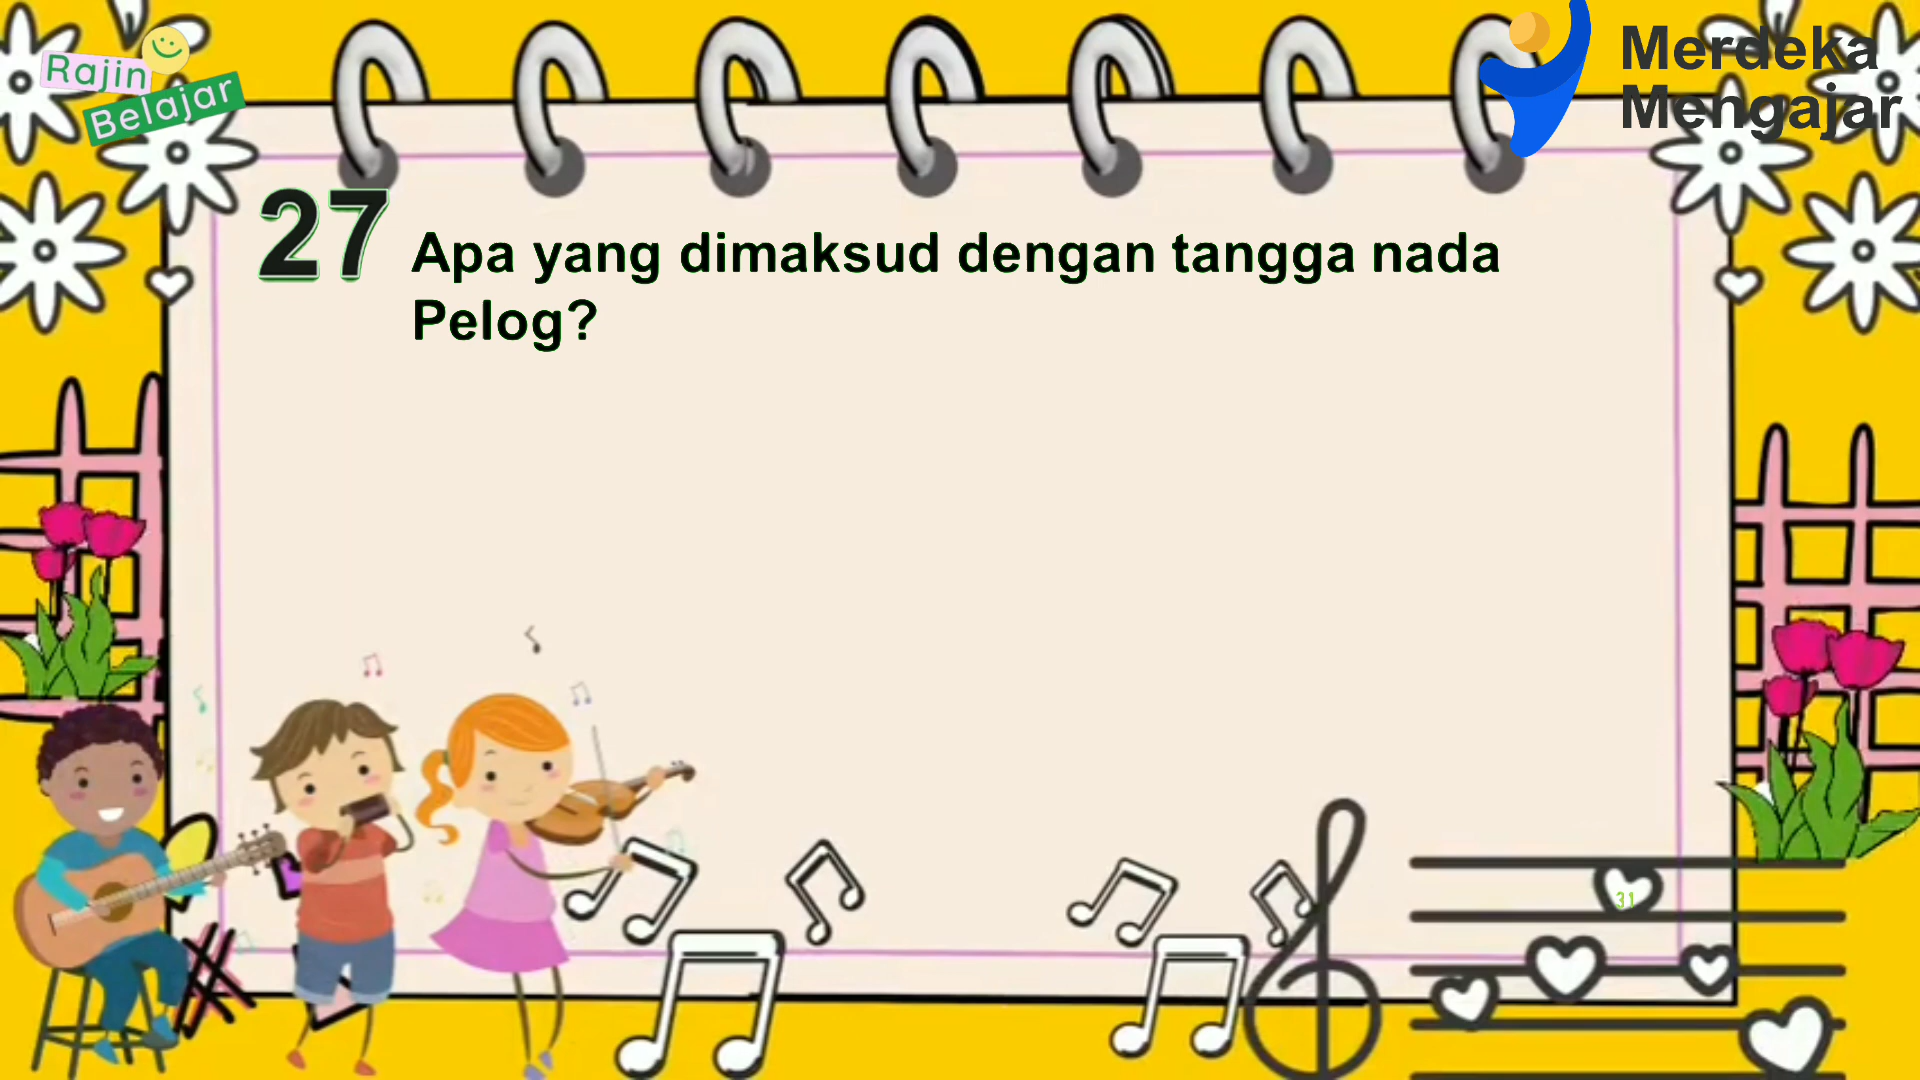 Rajin
Belajar
Merdeka
Mengajar
27
Apa yang dimaksud dengan tangga nada
Pelog?
31